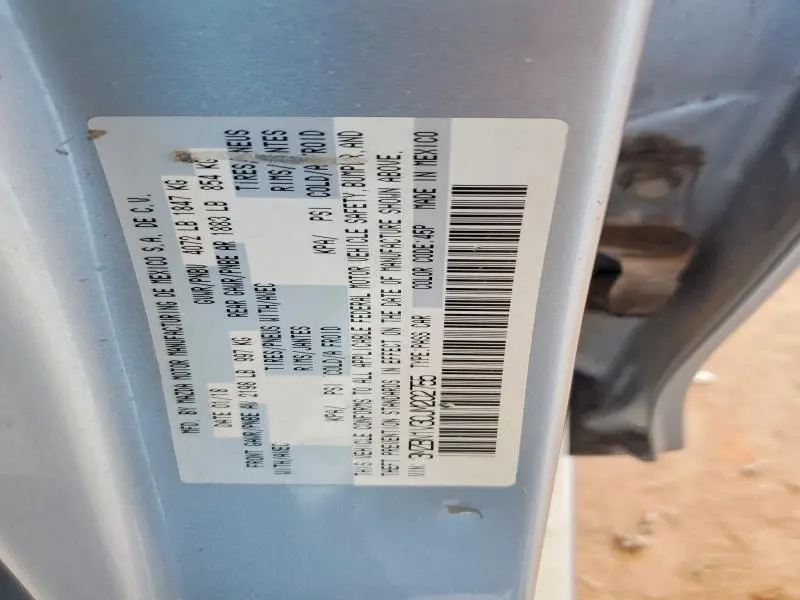 MFD. BY MAZDA MOTOR MANUFACTURING DE MEXICO S.A. DE C.V.
DATE: 01/18 GVWR/PNBV 4072 LB 1847 KG
FRONT GAWR/PNBE AV 2198 LB 997 KG REAR GAWR/PNBE AR 1883 LB 854 KG
WITH/AVEC TIRES/PNEUS WITH/AVEC TIRES/PNEUS
RIMS/JANTES RIMS/JANTES
KPA/ PSI COLD/A FROID KPA/ PSI COLD/A FROID
THIS VEHICLE CONFORMS TO ALL APPLICABLE FEDERAL MOTOR VEHICLE SAFETY, BUMPER, AND
THEFT PREVENTION STANDARDS IN EFFECT ON THE DATE OF MANUFACTURE SHOWN ABOVE.
VIN: TYPE:PASS CAR COLOR CODE:45P MADE IN MEXICO